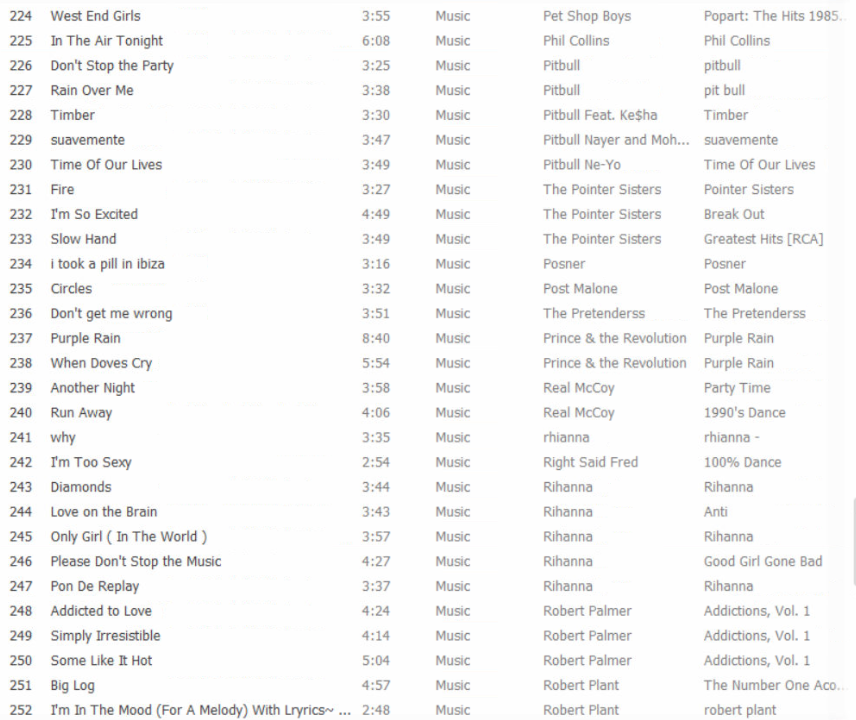 224 West End Girls 3:55 Music Pet Shop Boys Popart: The Hits 1985...
225 In The Air Tonight 6:08 Music Phil Collins Phil Collins
226 Don't Stop the Party 3:25 Music Pitbull pitbull
227 Rain Over Me 3:38 Music Pitbull pit bull
228 Timber 3:30 Music Pitbull Feat. Ke$ha Timber
229 suavemente 3:47 Music Pitbull Nayer and Moh... suavemente
230 Time Of Our Lives 3:49 Music Pitbull Ne-Yo Time Of Our Lives
231 Fire 3:27 Music The Pointer Sisters Pointer Sisters
232 I'm So Excited 4:49 Music The Pointer Sisters Break Out
233 Slow Hand 3:49 Music The Pointer Sisters Greatest Hits [RCA]
234 i took a pill in ibiza 3:16 Music Posner Posner
235 Circles 3:32 Music Post Malone Post Malone
236 Don't get me wrong 3:51 Music The Pretenderss The Pretenderss
237 Purple Rain 8:40 Music Prince & the Revolution Purple Rain
238 When Doves Cry 5:54 Music Prince & the Revolution Purple Rain
239 Another Night 3:58 Music Real McCoy Party Time
240 Run Away 4:06 Music Real McCoy 1990's Dance
241 why 3:35 Music rhianna rhianna -
242 I'm Too Sexy 2:54 Music Right Said Fred 100% Dance
243 Diamonds 3:44 Music Rihanna Rihanna
244 Love on the Brain 3:43 Music Rihanna Anti
245 Only Girl ( In The World ) 3:57 Music Rihanna Rihanna
246 Please Don't Stop the Music 4:27 Music Rihanna Good Girl Gone Bad
247 Pon De Replay 3:37 Music Rihanna Rihanna
248 Addicted to Love 4:24 Music Robert Palmer Addictions, Vol. 1
249 Simply Irresistible 4:14 Music Robert Palmer Addictions, Vol. 1
250 Some Like It Hot 5:04 Music Robert Palmer Addictions, Vol. 1
251 Big Log 4:57 Music Robert Plant The Number One Aco...
252 I'm In The Mood (For A Melody) With Lryrics~ ... 2:48 Music Robert Plant robert plant